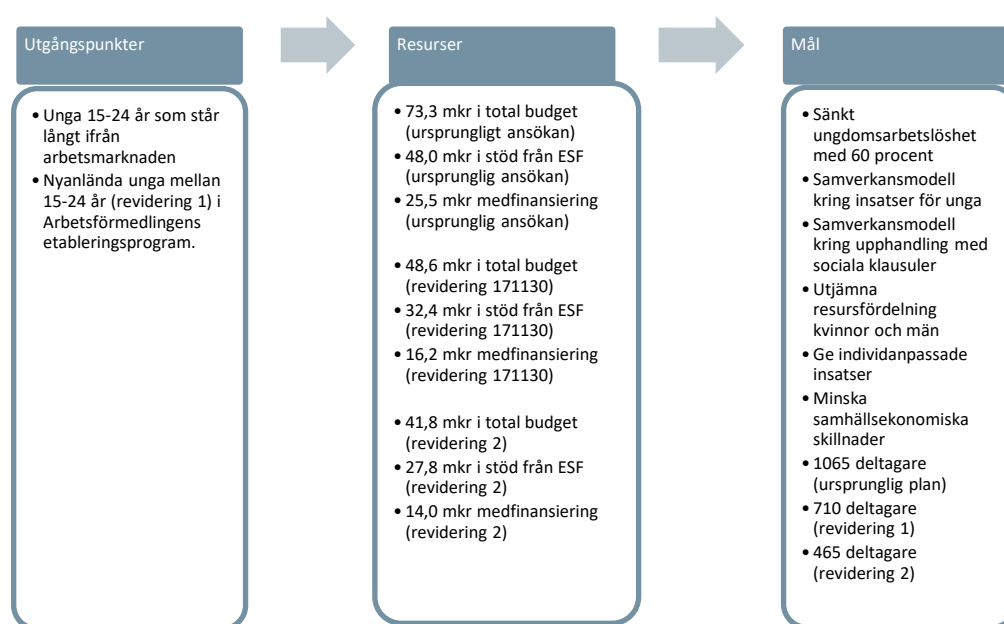 Utgångspunkter
• Unga 15-24 år som står
långt ifrån
arbetsmarknaden
• Nyanlända unga mellan
15-24 år (revidering 1) i
Arbetsförmedlingens
etableringsprogram.
Resurser
• 73,3 mkr i total budget
(ursprungligt ansökan)
• 48,0 mkr i stöd från ESF
(ursprunglig ansökan)
• 25,5 mkr medfinansiering
(ursprunglig ansökan)
• 48,6 mkr i total budget
(revidering 171130)
• 32,4 mkr i stöd från ESF
(revidering 171130)
• 16,2 mkr medfinansiering
(revidering 171130)
• 41,8 mkr i total budget
(revidering 2)
• 27,8 mkr i stöd från ESF
(revidering 2)
• 14,0 mkr medfinansiering
(revidering 2)
Mål
• Sänkt
ungdomsarbetslöshet
med 60 procent
• Samverkansmodell
kring insatser för unga
• Samverkansmodell
kring upphandling med
sociala klausuler
• Utjämna
resursfördelning
kvinnor och män
• Ge individanpassade
insatser
• Minska
samhällsekonomiska
skillnader
• 1065 deltagare
(ursprunglig plan)
• 710 deltagare
(revidering 1)
• 465 deltagare
(revidering 2)